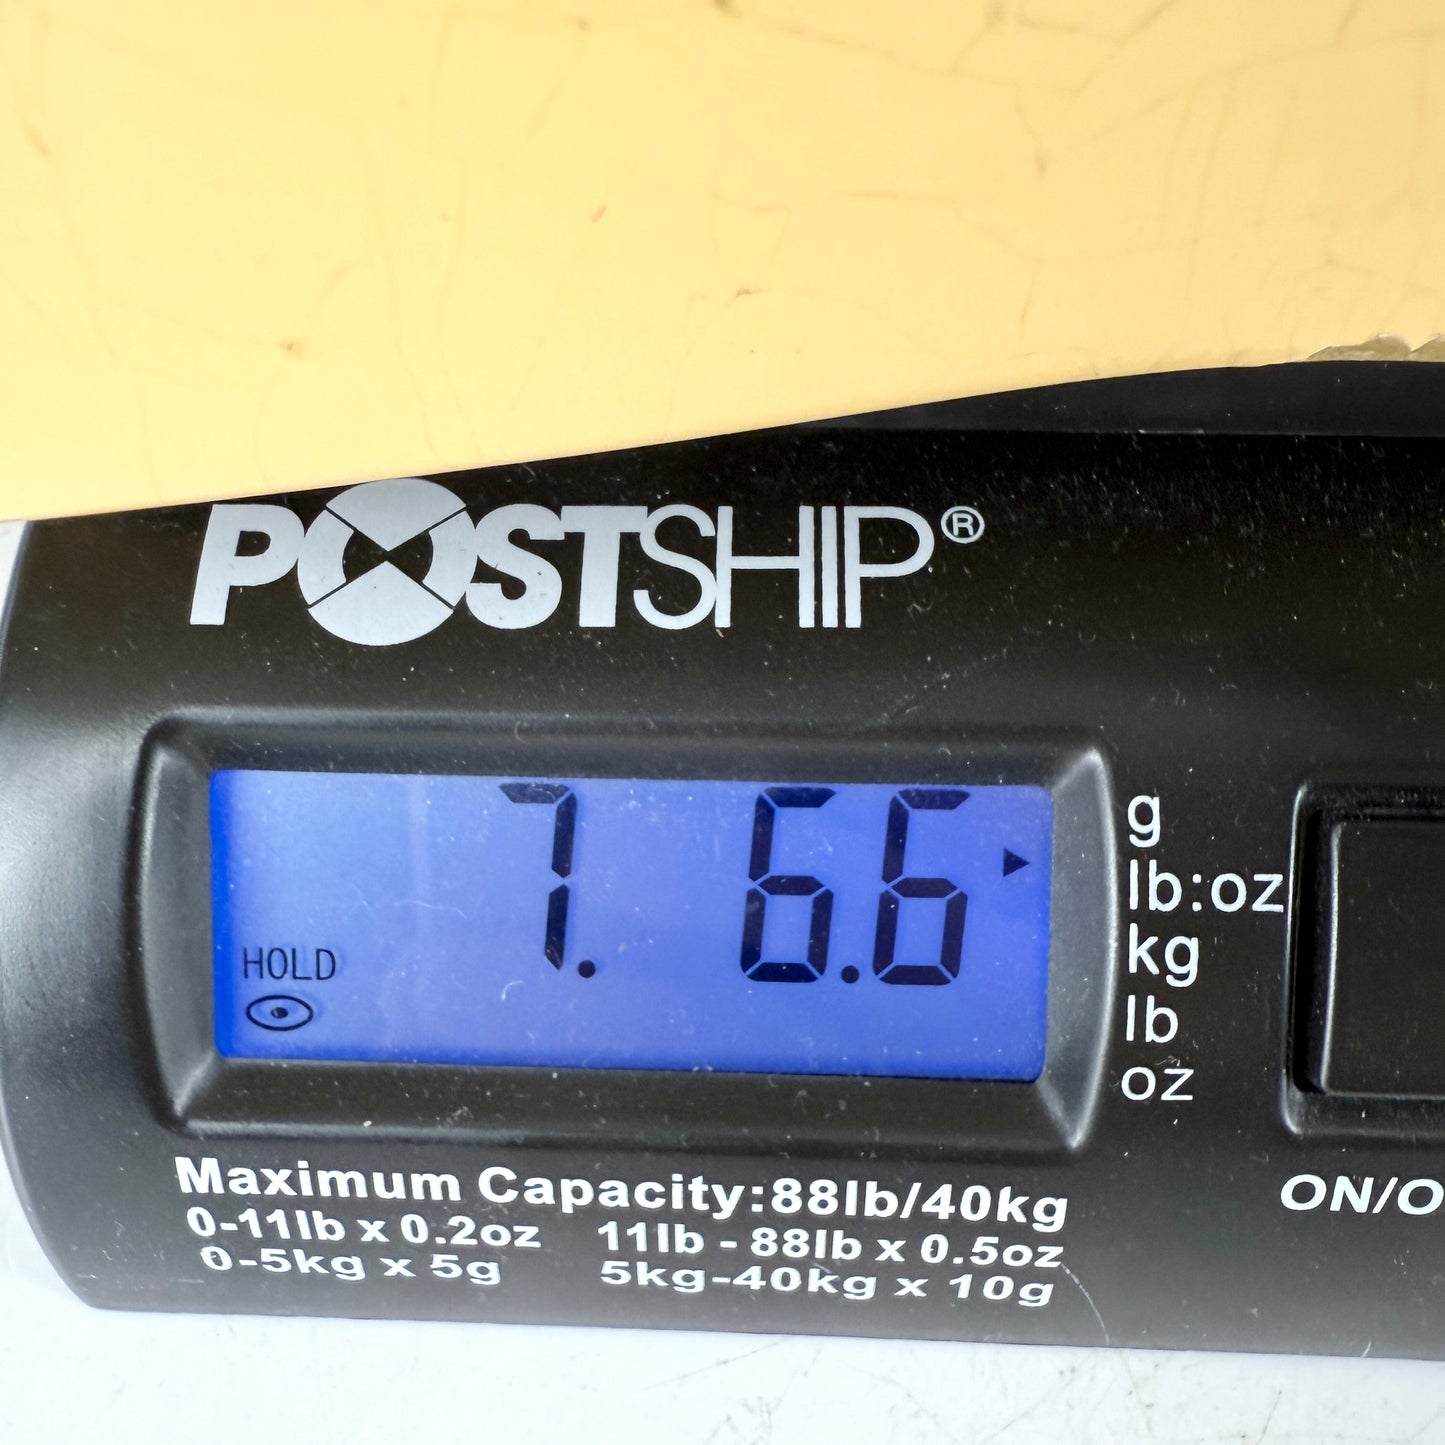 POSTSHIP®
7. 6.6
HOLD
g
lb:oz
kg
lb
oz
Maximum Capacity:88lb/40kg
0-11lb x 0.2oz 11lb - 88lb x 0.5oz
0-5kg x 5g 5kg-40kg x 10g
ON/O